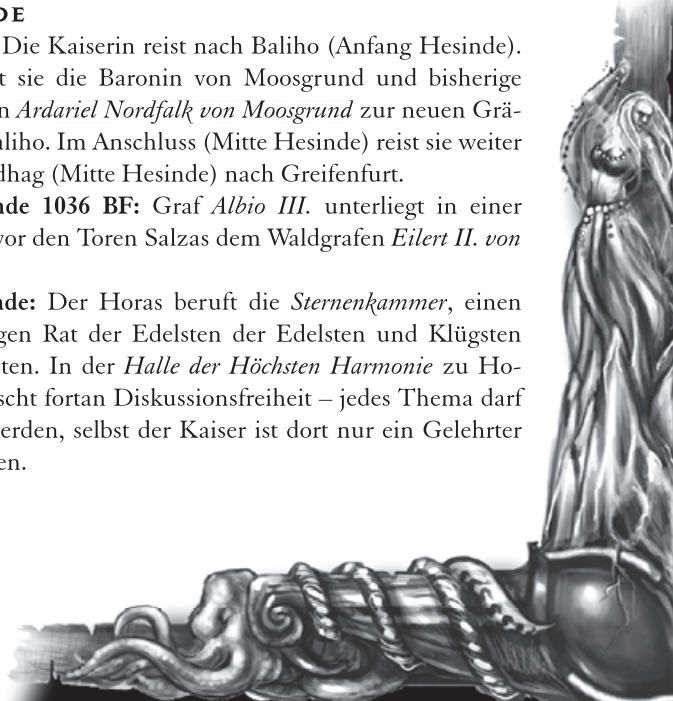 DE
Die Kaiserin reist nach Baliho (Anfang Hesinde).
t sie die Baronin von Moosgrund und bisherige
n Ardariel Nordfalk von Moosgrund zur neuen Grä-
aliho. Im Anschluss (Mitte Hesinde) reist sie weiter
dhag (Mitte Hesinde) nach Greifenfurt.
nde 1036 BF: Graf Albio III. unterliegt in einer
vor den Toren Salzas dem Waldgrafen Eilert II. von
nde: Der Horas beruft die Sternenkammer, einen
gen Rat der Edelsten der Edelsten und Klügsten
ten. In der Halle der Höchsten Harmonie zu Ho-
scht fortan Diskussionsfreiheit – jedes Thema darf
erden, selbst der Kaiser ist dort nur ein Gelehrter
en.